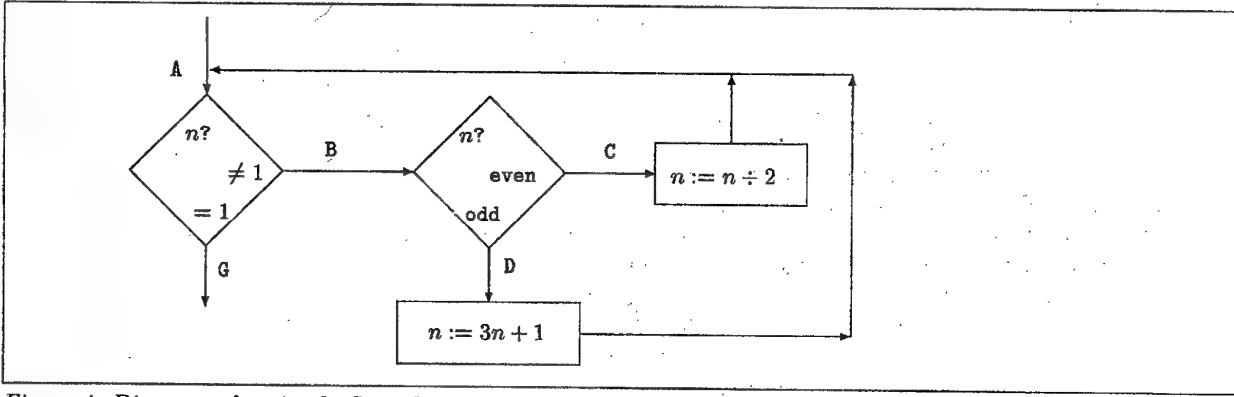 A
n?
≠ 1
= 1
B
n?
even
odd
C
n := n ÷ 2
G
D
n := 3n + 1